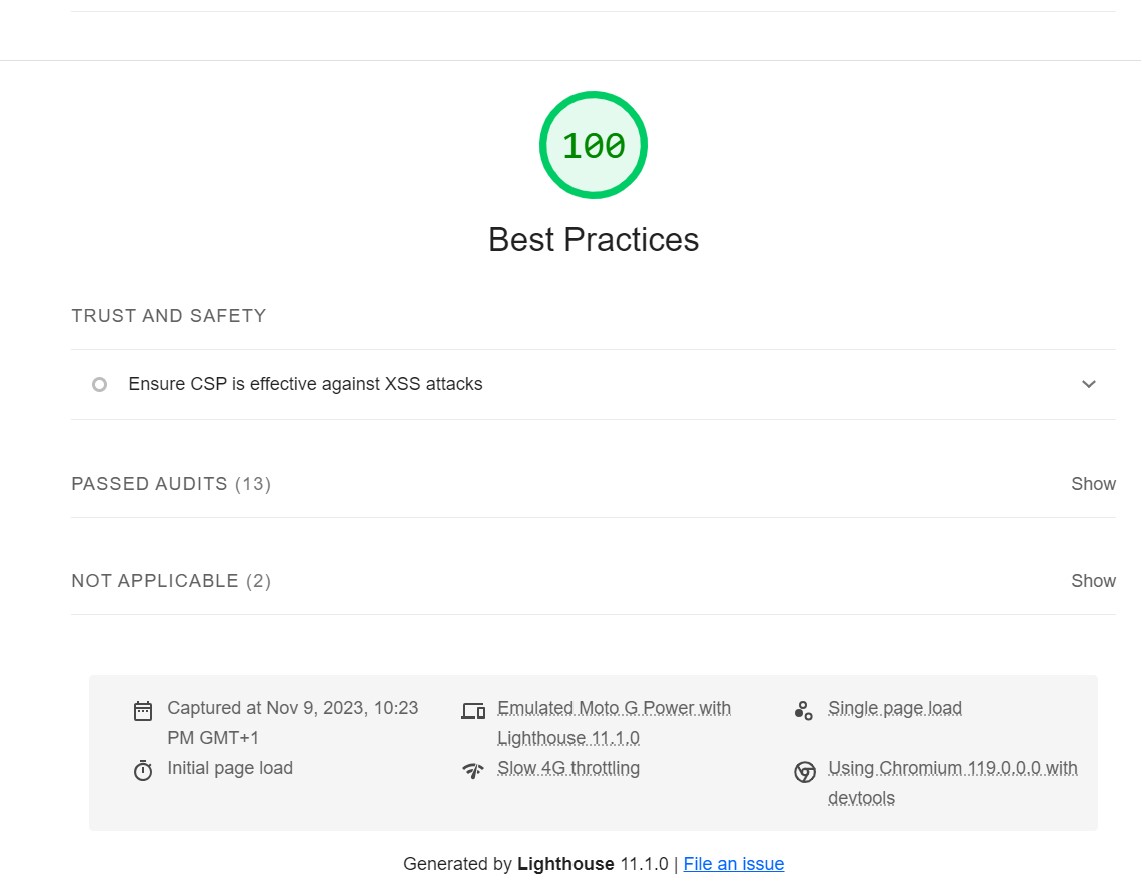 100
Best Practices
TRUST AND SAFETY
Ensure CSP is effective against XSS attacks
PASSED AUDITS (13) Show
NOT APPLICABLE (2) Show
Captured at Nov 9, 2023, 10:23
PM GMT+1
Emulated Moto G Power with
Lighthouse 11.1.0
Single page load
Initial page load
Slow 4G throttling
Using Chromium 119.0.0.0 with
devtools
Generated by Lighthouse 11.1.0 | File an issue